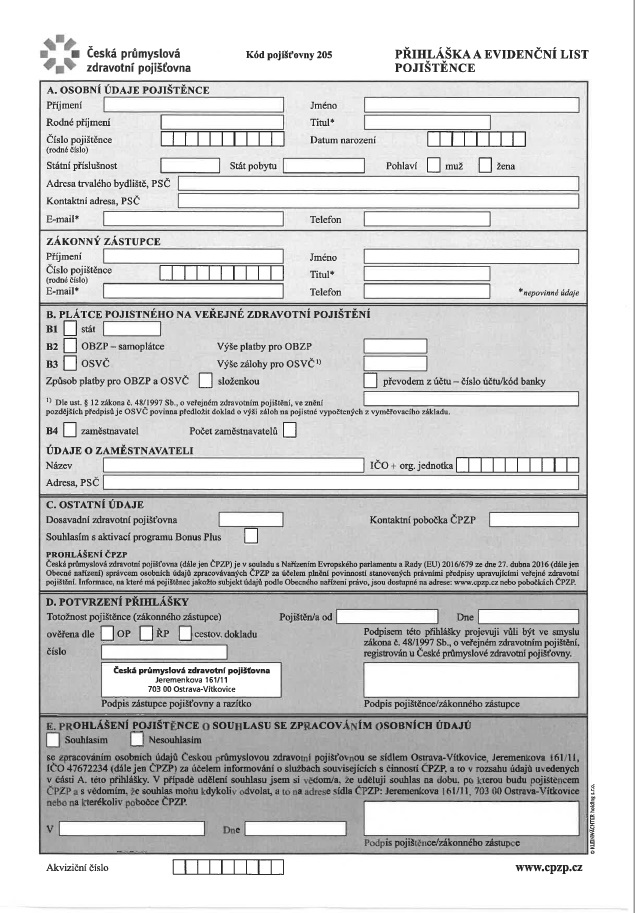 Česká průmyslová
zdravotní pojišťovna
Kód pojišťovny 205
PŘIHLÁŠKA A EVIDENČNÍ LIST
POJIŠTĚNCE
A. OSOBNÍ ÚDAJE POJIŠTĚNCE
Příjmení Jméno
Rodné příjmení Titul*
Číslo pojištěnce Datum narození
(rodné číslo)
Státní příslušnost Stát pobytu Pohlaví muž žena
Adresa trvalého bydliště, PSČ
Kontaktní adresa, PSČ
E-mail* Telefon
ZÁKONNÝ ZÁSTUPCE
Příjmení Jméno
Číslo pojištěnce Titul*
(rodné číslo)
E-mail* Telefon *nepovinné údaje
B. PLÁTCE POJISTNÉHO NA VEŘEJNÉ ZDRAVOTNÍ POJIŠTĚNÍ
B1 stát
B2 OBZP – samoplátce Výše platby pro OBZP
B3 OSVČ Výše zálohy pro OSVČ 1)
Způsob platby pro OBZP a OSVČ složenkou převodem z účtu – číslo účtu/kód banky
1) Dle ust. § 12 zákona č. 48/1997 Sb., o veřejném zdravotním pojištění, ve znění
pozdějších předpisů je OSVČ povinna předložit doklad o výši záloh na pojistné vypočtených z vyměřovacího základu.
B4 zaměstnavatel Počet zaměstnavatelů
ÚDAJE O ZAMĚSTNAVATELI
Název IČO + org. jednotka
Adresa, PSČ
C. OSTATNÍ ÚDAJE
Dosavadní zdravotní pojišťovna Kontaktní pobočka ČPZP
Souhlasím s aktivací programu Bonus Plus
PROHLÁŠENÍ ČPZP
Česká průmyslová zdravotní pojišťovna (dále jen ČPZP) je v souladu s Nařízením Evropského parlamentu a Rady (EU) 2016/679 ze dne 27. dubna 2016 (dále jen
Obecné nařízení) správcem osobních údajů zpracovávaných ČPZP za účelem plnění povinností stanovených právními předpisy upravujícími veřejné zdravotní
pojištění. Informace, na které má pojištěnec jakožto subjekt údajů podle Obecného nařízení právo, jsou dostupné na adrese: www.cpzp.cz nebo pobočkách ČPZP.
D. POTVRZENÍ PŘIHLÁŠKY
Totožnost pojištěnce (zákonného zástupce) Pojištěn/a od Dne
ověřena dle OP ŘP cestov. dokladu
číslo
Podpisem této přihlášky projevuji vůli být ve smyslu
zákona č. 48/1997 Sb., o veřejném zdravotním pojištění,
registrován u České průmyslové zdravotní pojišťovny.
Česká průmyslová zdravotní pojišťovna
Jeremenkova 161/11
703 00 Ostrava-Vítkovice
Podpis zástupce pojišťovny a razítko Podpis pojištěnce/zákonného zástupce
E. PROHLÁŠENÍ POJIŠTĚNCE O SOUHLASU SE ZPRACOVÁNÍM OSOBNÍCH ÚDAJŮ
Souhlasím Nesouhlasím
se zpracováním osobních údajů Českou průmyslovou zdravotní pojišťovnou se sídlem Ostrava-Vítkovice, Jeremenkova 161/11,
IČO 47672234 (dále jen ČPZP) za účelem informování o službách souvisejících s činností ČPZP, a to v rozsahu údajů uvedených
v části A. této přihlášky. V případě udělení souhlasu jsem si vědom/a, že uděluji souhlas na dobu, po kterou budu pojištěncem
ČPZP a s vědomím, že souhlas mohu kdykoliv odvolat, a to na adrese sídla ČPZP: Jeremenkova 161/11, 703 00 Ostrava-Vítkovice
nebo na kterékoliv pobočce ČPZP.
V Dne
Podpis pojištěnce/zákonného zástupce
Akviziční číslo www.cpzp.cz
© KLEINWÄCHTER holding s.r.o.